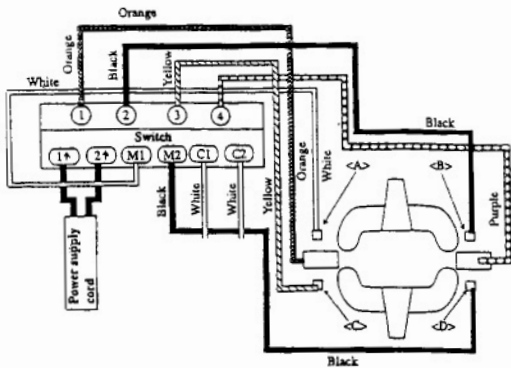 Orange
Orange
Black
Yellow
White
1
2
3
4
Switch
1↑
2↑
M1
M2
C1
C2
Black
White
White
Yellow
Orange
White
Black
<A>
<B>
Purple
Power supply
cord
<C>
<D>
Black